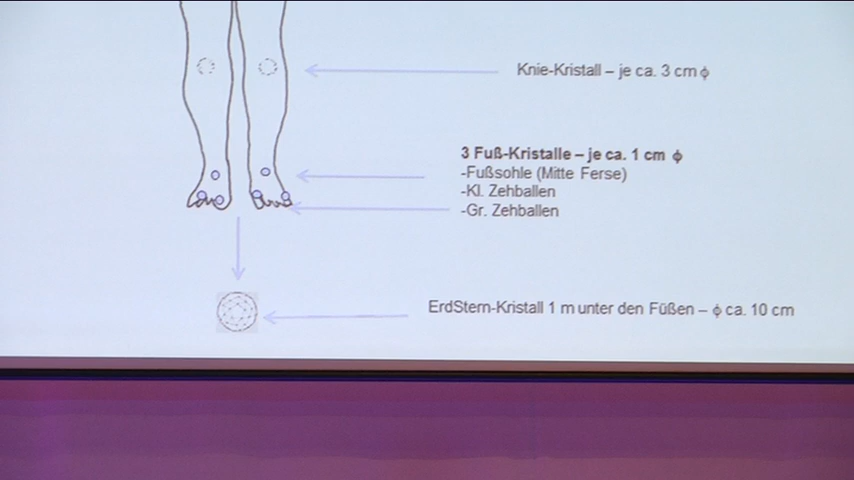 Knie-Kristall – je ca. 3 cm ϕ
3 Fuß-Kristalle – je ca. 1 cm ϕ
-Fußsohle (Mitte Ferse)
-Kl. Zehballen
-Gr. Zehballen
ErdStern-Kristall 1 m unter den Füßen – ϕ ca. 10 cm